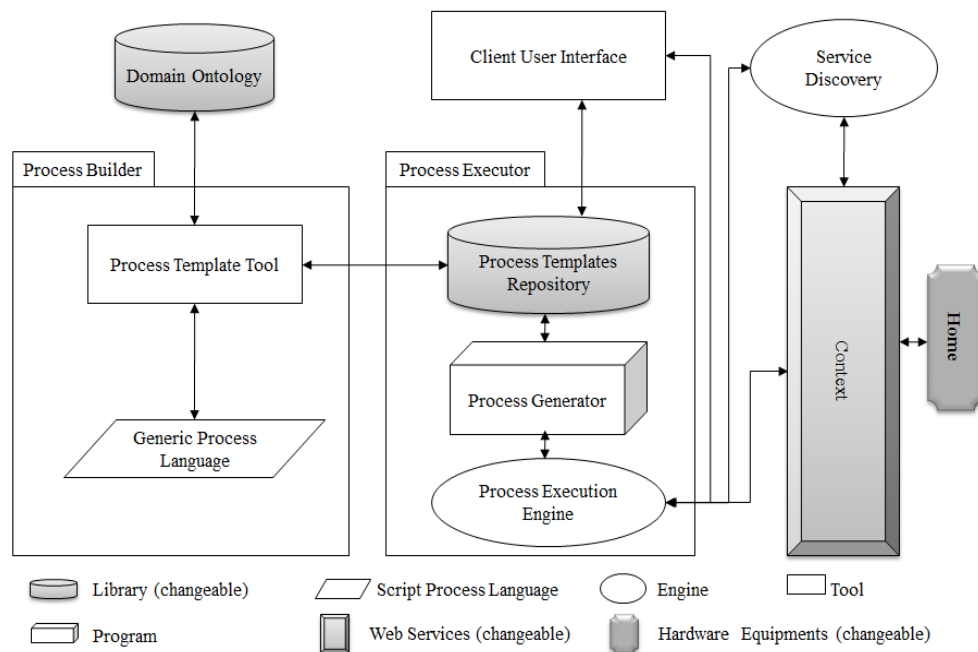 Domain Ontology
Client User Interface
Service
Discovery
Process Builder
Process Executor
Process Template Tool
Process Templates
Repository
Generic Process
Language
Process Generator
Process Execution
Engine
Context
Home
Library (changeable)
Script Process Language
Engine
Tool
Program
Web Services (changeable)
Hardware Equipments (changeable)